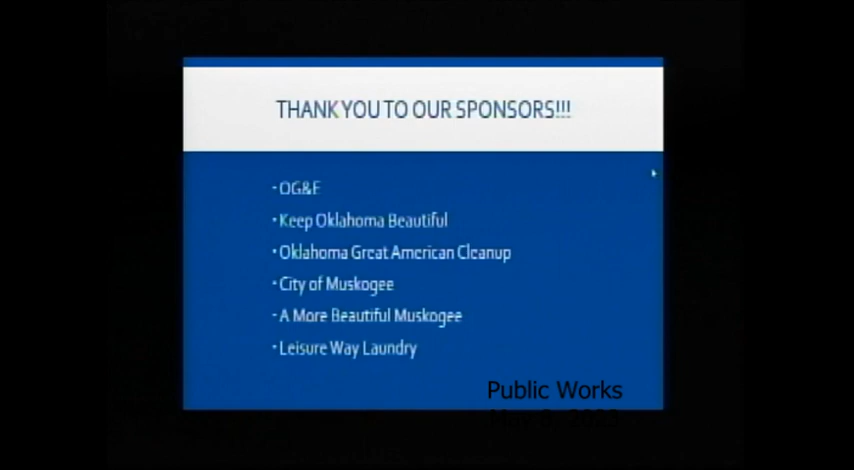 THANK YOU TO OUR SPONSORS!!!
• OG&E
• Keep Oklahoma Beautiful
• Oklahoma Great American Cleanup
• City of Muskogee
• A More Beautiful Muskogee
• Leisure Way Laundry
Public Works
May